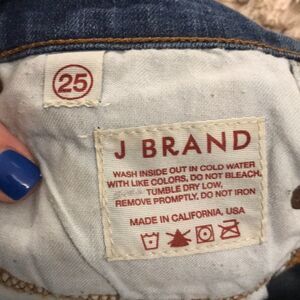 25
J BRAND
WASH INSIDE OUT IN COLD WATER
WITH LIKE COLORS, DO NOT BLEACH,
TUMBLE DRY LOW,
REMOVE PROMPTLY, DO NOT IRON
MADE IN CALIFORNIA, USA